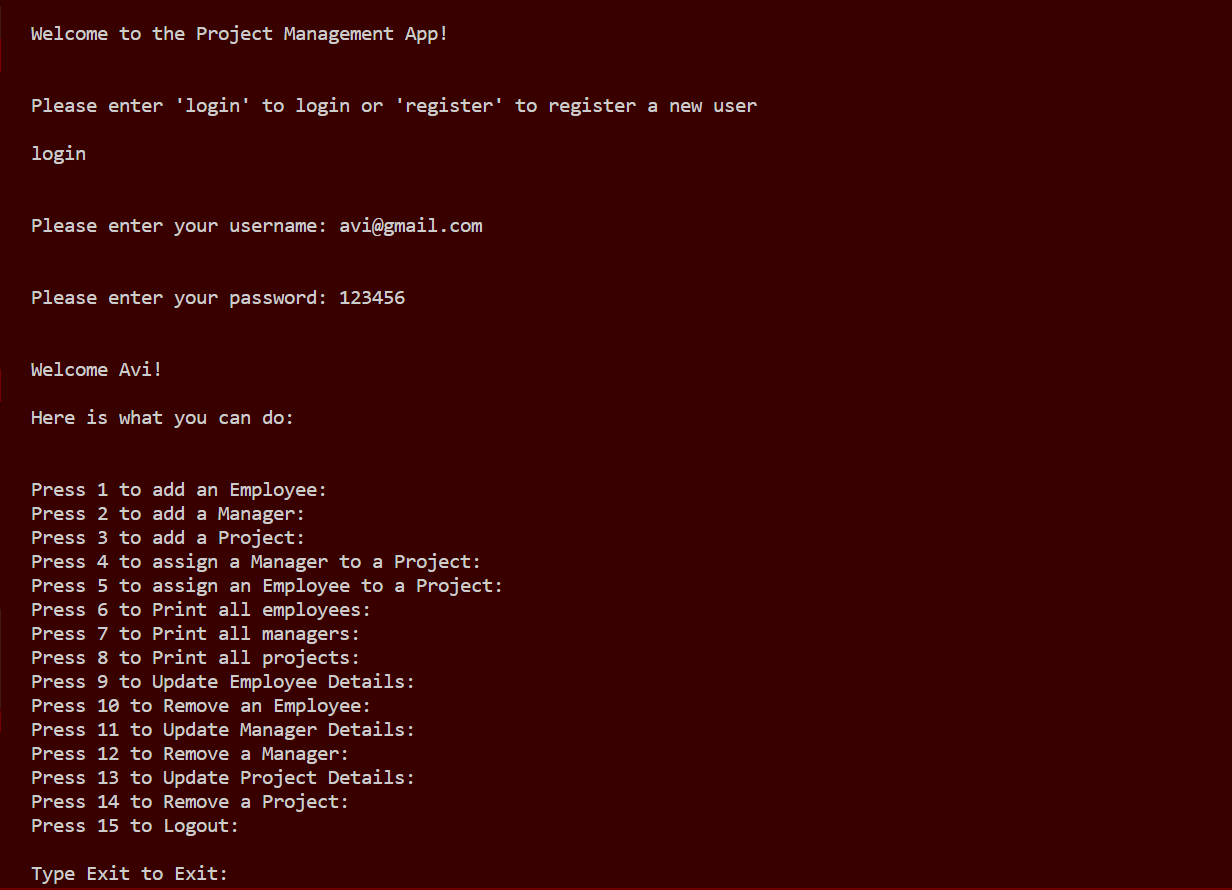 Welcome to the Project Management App!
Please enter 'login' to login or 'register' to register a new user
login
Please enter your username: avi@gmail.com
Please enter your password: 123456
Welcome Avi!
Here is what you can do:
Press 1 to add an Employee:
Press 2 to add a Manager:
Press 3 to add a Project:
Press 4 to assign a Manager to a Project:
Press 5 to assign an Employee to a Project:
Press 6 to Print all employees:
Press 7 to Print all managers:
Press 8 to Print all projects:
Press 9 to Update Employee Details:
Press 10 to Remove an Employee:
Press 11 to Update Manager Details:
Press 12 to Remove a Manager:
Press 13 to Update Project Details:
Press 14 to Remove a Project:
Press 15 to Logout:
Type Exit to Exit: